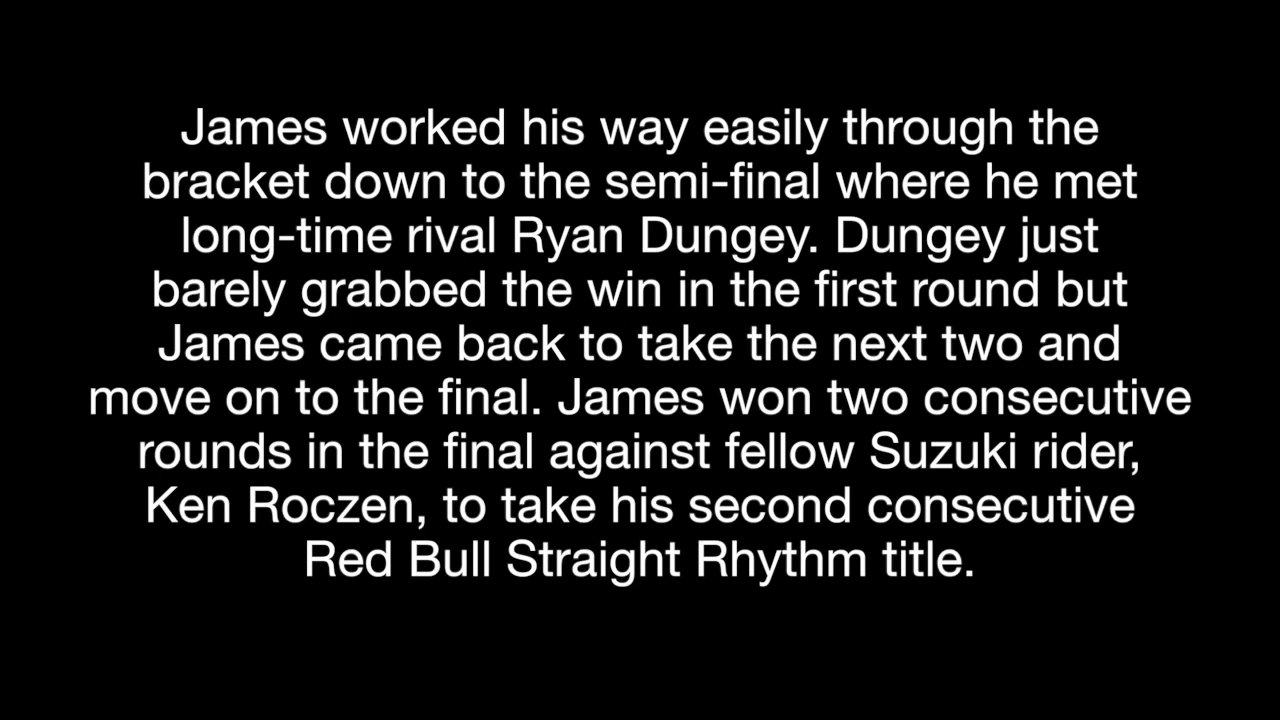 James worked his way easily through the
bracket down to the semi-final where he met
long-time rival Ryan Dungey. Dungey just
barely grabbed the win in the first round but
James came back to take the next two and
move on to the final. James won two consecutive
rounds in the final against fellow Suzuki rider,
Ken Roczen, to take his second consecutive
Red Bull Straight Rhythm title.